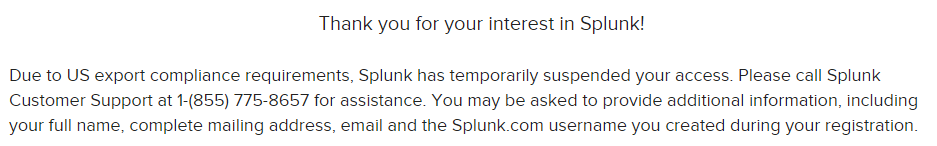 Thank you for your interest in Splunk!
Due to US export compliance requirements, Splunk has temporarily suspended your access. Please call Splunk
Customer Support at 1-(855) 775-8657 for assistance. You may be asked to provide additional information, including
your full name, complete mailing address, email and the Splunk.com username you created during your registration.